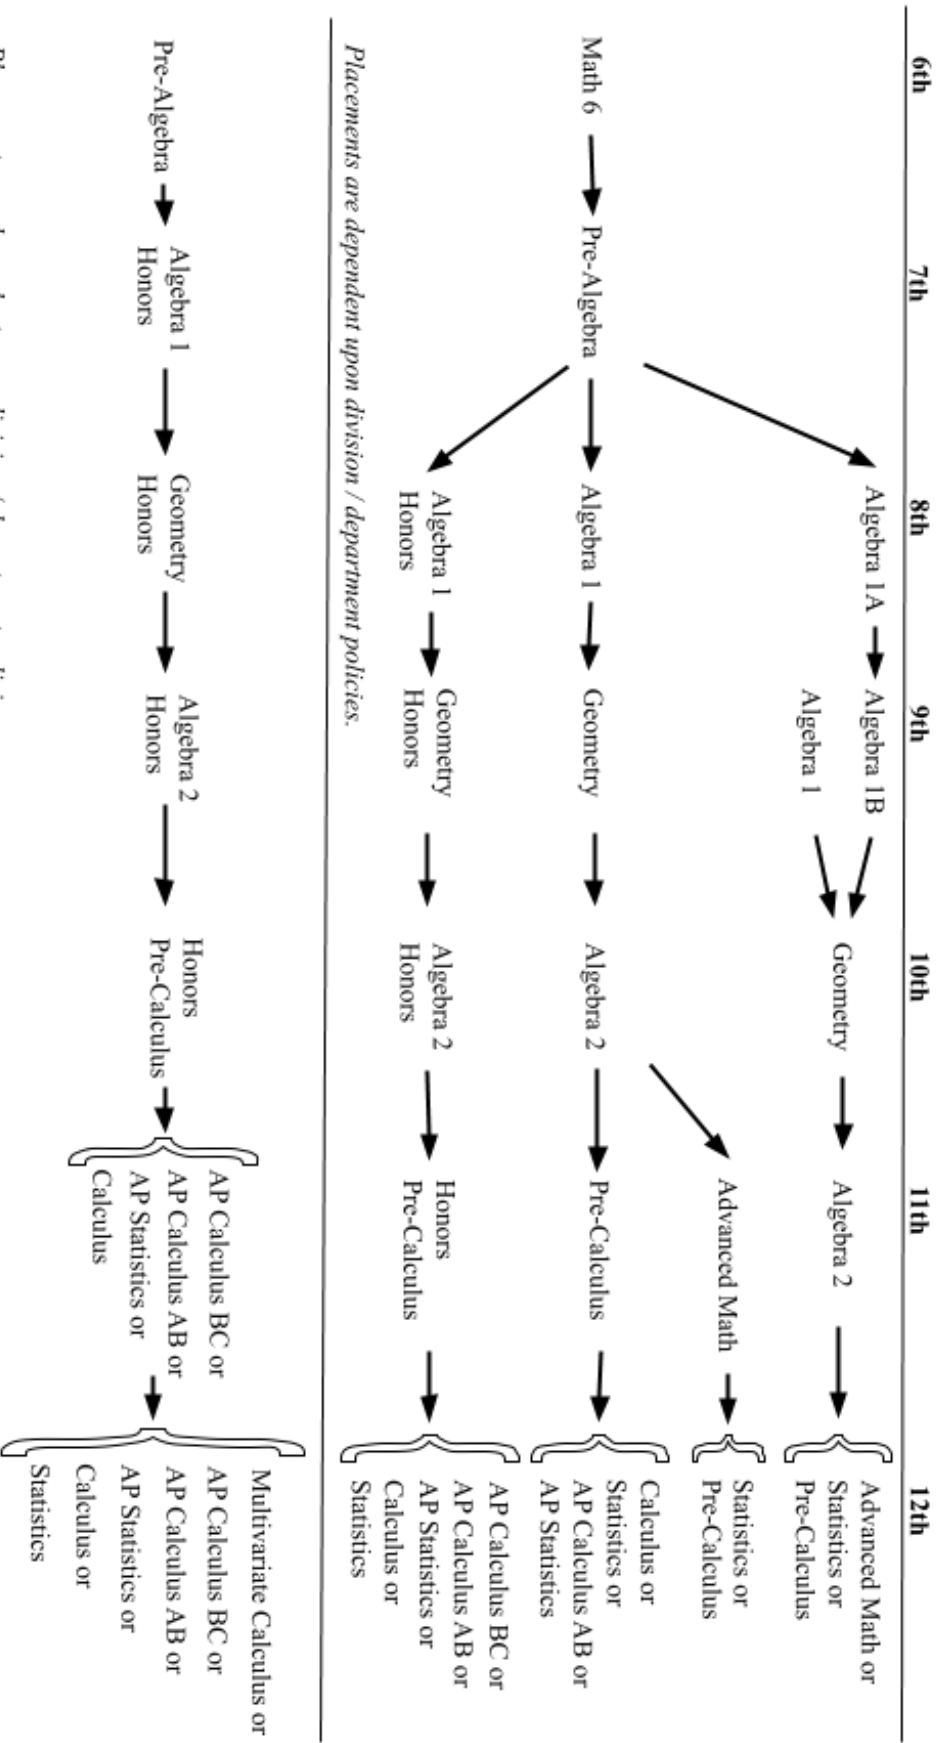 6th 7th 8th 9th 10th 11th 12th
Algebra 1A Algebra 1B
Algebra 1
Geometry Algebra 2
Advanced Math or
Statistics or
Pre-Calculus
Advanced Math
Statistics or
Pre-Calculus
Math 6 Pre-Algebra Algebra 1 Geometry Algebra 2 Pre-Calculus
Calculus or
Statistics or
AP Calculus AB or
AP Statistics
Algebra 1
Honors
Geometry
Honors
Algebra 2
Honors
Honors
Pre-Calculus
AP Calculus BC or
AP Calculus AB or
AP Statistics or
Calculus or
Statistics
Placements are dependent upon division / department policies.
Pre-Algebra
Algebra 1
Honors
Geometry
Honors
Algebra 2
Honors
Honors
Pre-Calculus
AP Calculus BC or
AP Calculus AB or
AP Statistics or
Calculus
Multivariate Calculus or
AP Calculus BC or
AP Calculus AB or
AP Statistics or
Calculus or
Statistics